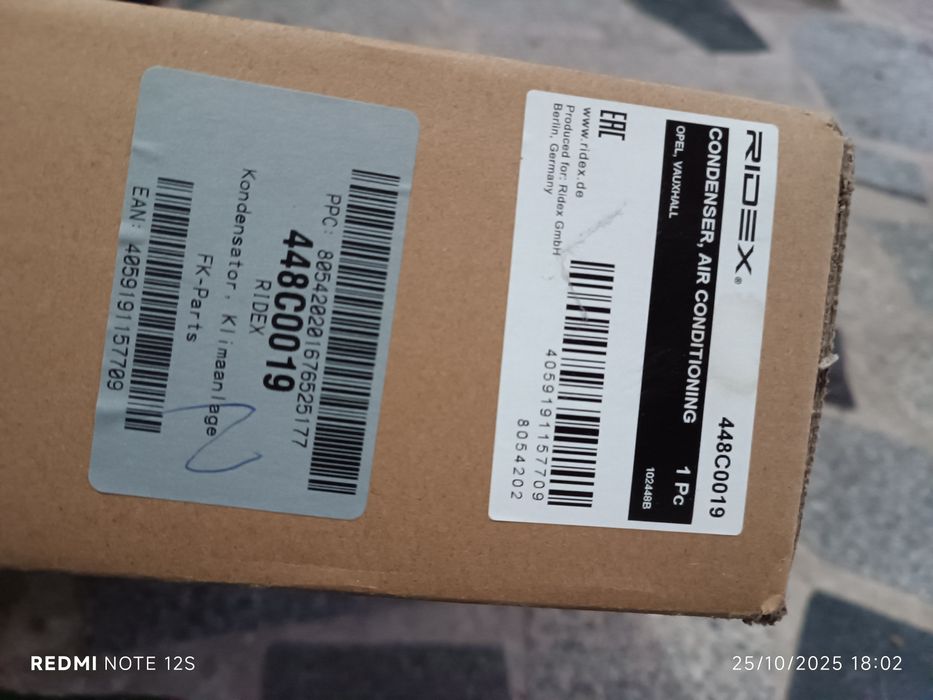 RIDEX®
448C0019
CONDENSER, AIR CONDITIONING
1 Pc
OPEL, VAUXHALL
102448B
EAC
www.ridex.de
Produced for: Ridex GmbH
Berlin, Germany
4059191157709
8054202
PPC: 8054202016765251​77
448C0019
RIDEX
Kondensator, Klimaanlage
FK-Parts
EAN: 4059191157709
REDMI NOTE 12S
25/10/2025 18:02